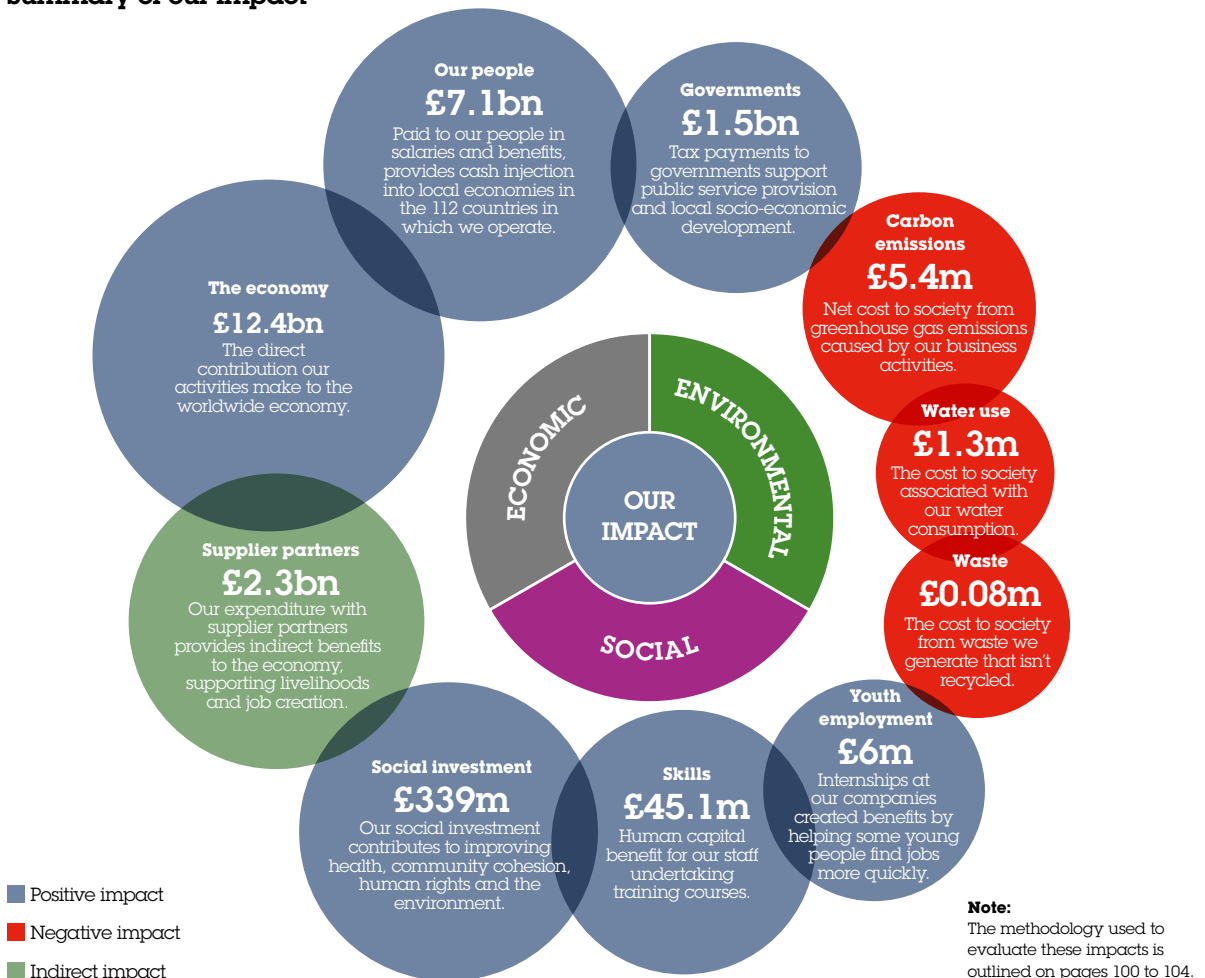 Summary of our impact
Our people
£7.1bn
Paid to our people in
salaries and benefits,
provides cash injection
into local economies in
the 112 countries in
which we operate.
Governments
£1.5bn
Tax payments to
governments support
public service provision
and local socio-economic
development.
Carbon
emissions
£5.4m
Net cost to society from
greenhouse gas emissions
caused by our business
activities.
Water use
£1.3m
The cost to society
associated with
our water
consumption.
Waste
£0.08m
The cost to society
from waste we
generate that isn't
recycled.
Youth
employment
£6m
Internships at
our companies
created benefits by
helping some young
people find jobs
more quickly.
Skills
£45.1m
Human capital
benefit for our staff
undertaking
training courses.
Social investment
£339m
Our social investment
contributes to improving
health, community cohesion,
human rights and the
environment.
Supplier partners
£2.3bn
Our expenditure with
supplier partners
provides indirect benefits
to the economy,
supporting livelihoods
and job creation.
The economy
£12.4bn
The direct
contribution our
activities make to the
worldwide economy.
ECONOMIC
ENVIRONMENTAL
SOCIAL
OUR
IMPACT
Positive impact
Negative impact
Indirect impact
Note:
The methodology used to
evaluate these impacts is
outlined on pages 100 to 104.